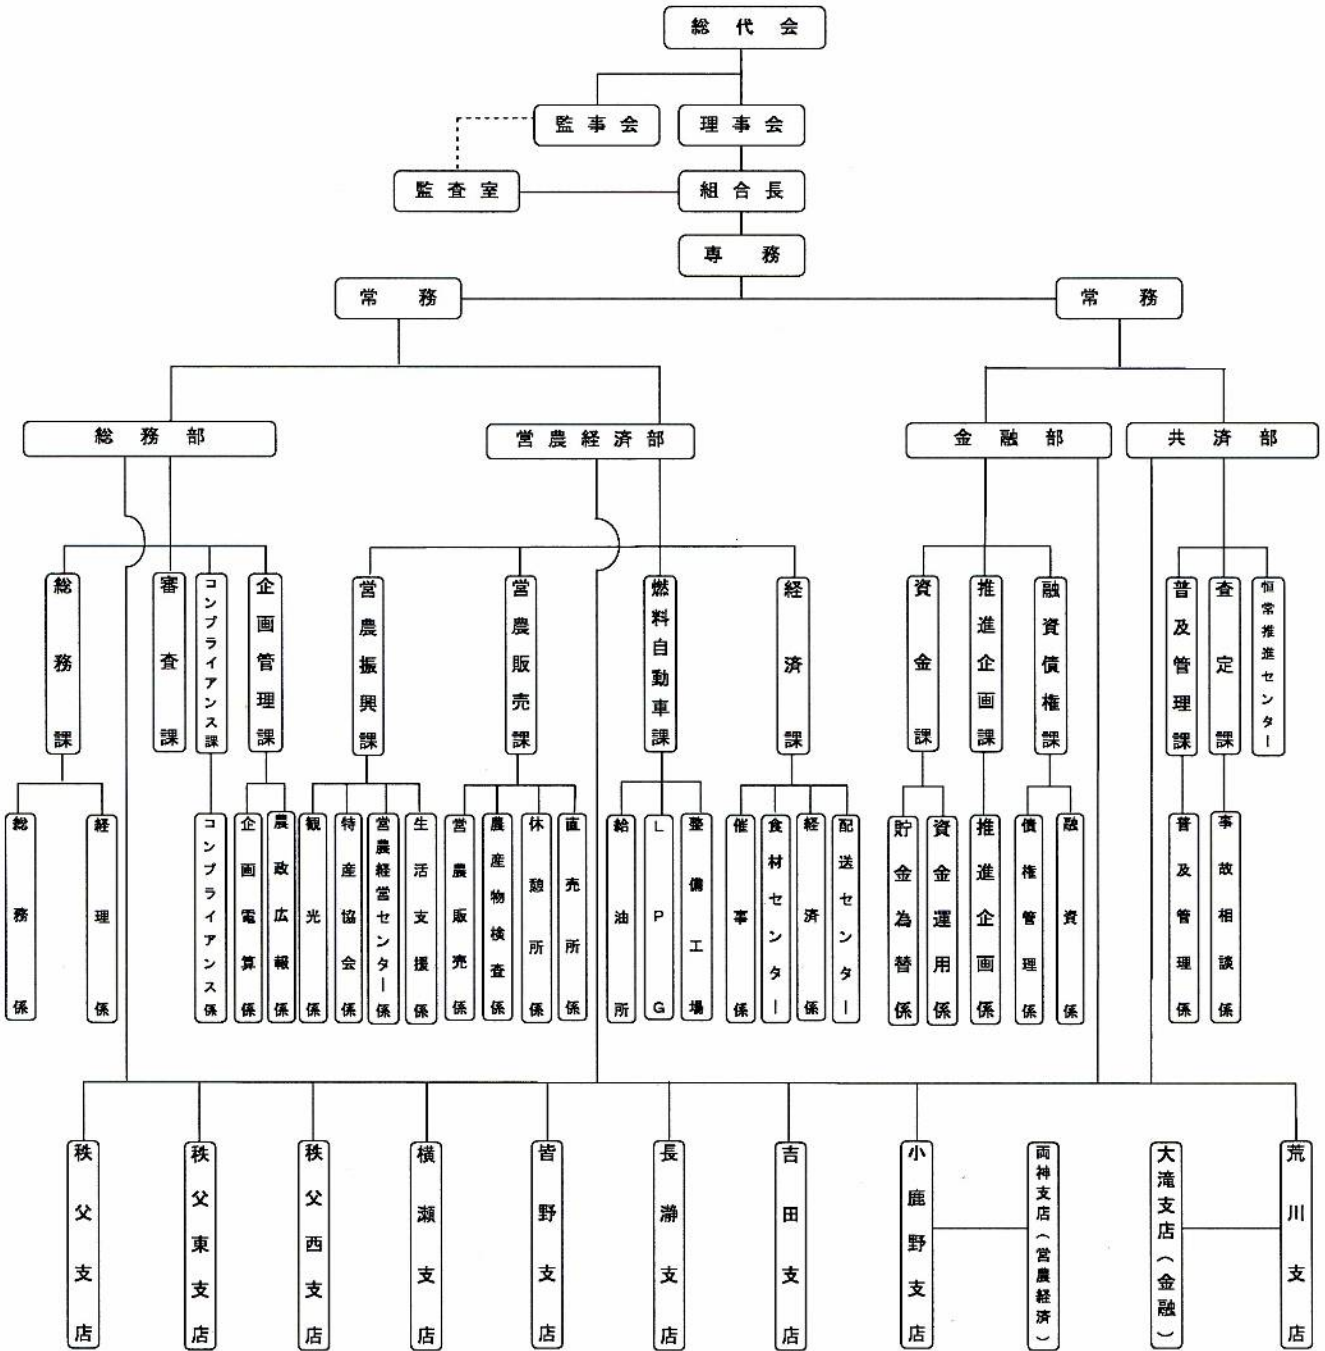 総代会
監事会
理事会
監査室
組合長
専務
常務
常務
総務部
営農経済部
金融部
共済部
総務課
審査課
コンプライアンス課
企画管理課
営農振興課
営農販売課
燃料自動車課
経済課
資金課
推進企画課
融資債権課
普及管理課
査定課
恒常推進センター
総務係
経理係
コンプライアンス係
企画電算係
農政広報係
観光係
特産協会係
営農経営センター係
生活支援係
営農販売係
農産物検査係
休憩所係
直売所係
給油所
LPG
整備工場
催事係
食材センター
経済係
配送センター
貯金為替係
資金運用係
推進企画係
債権管理係
融資係
普及管理係
事故相談係
秩父支店
秩父東支店
秩父西支店
横瀬支店
皆野支店
長瀞支店
吉田支店
小鹿野支店
両神支店(営農経済)
大滝支店(金融)
荒川支店